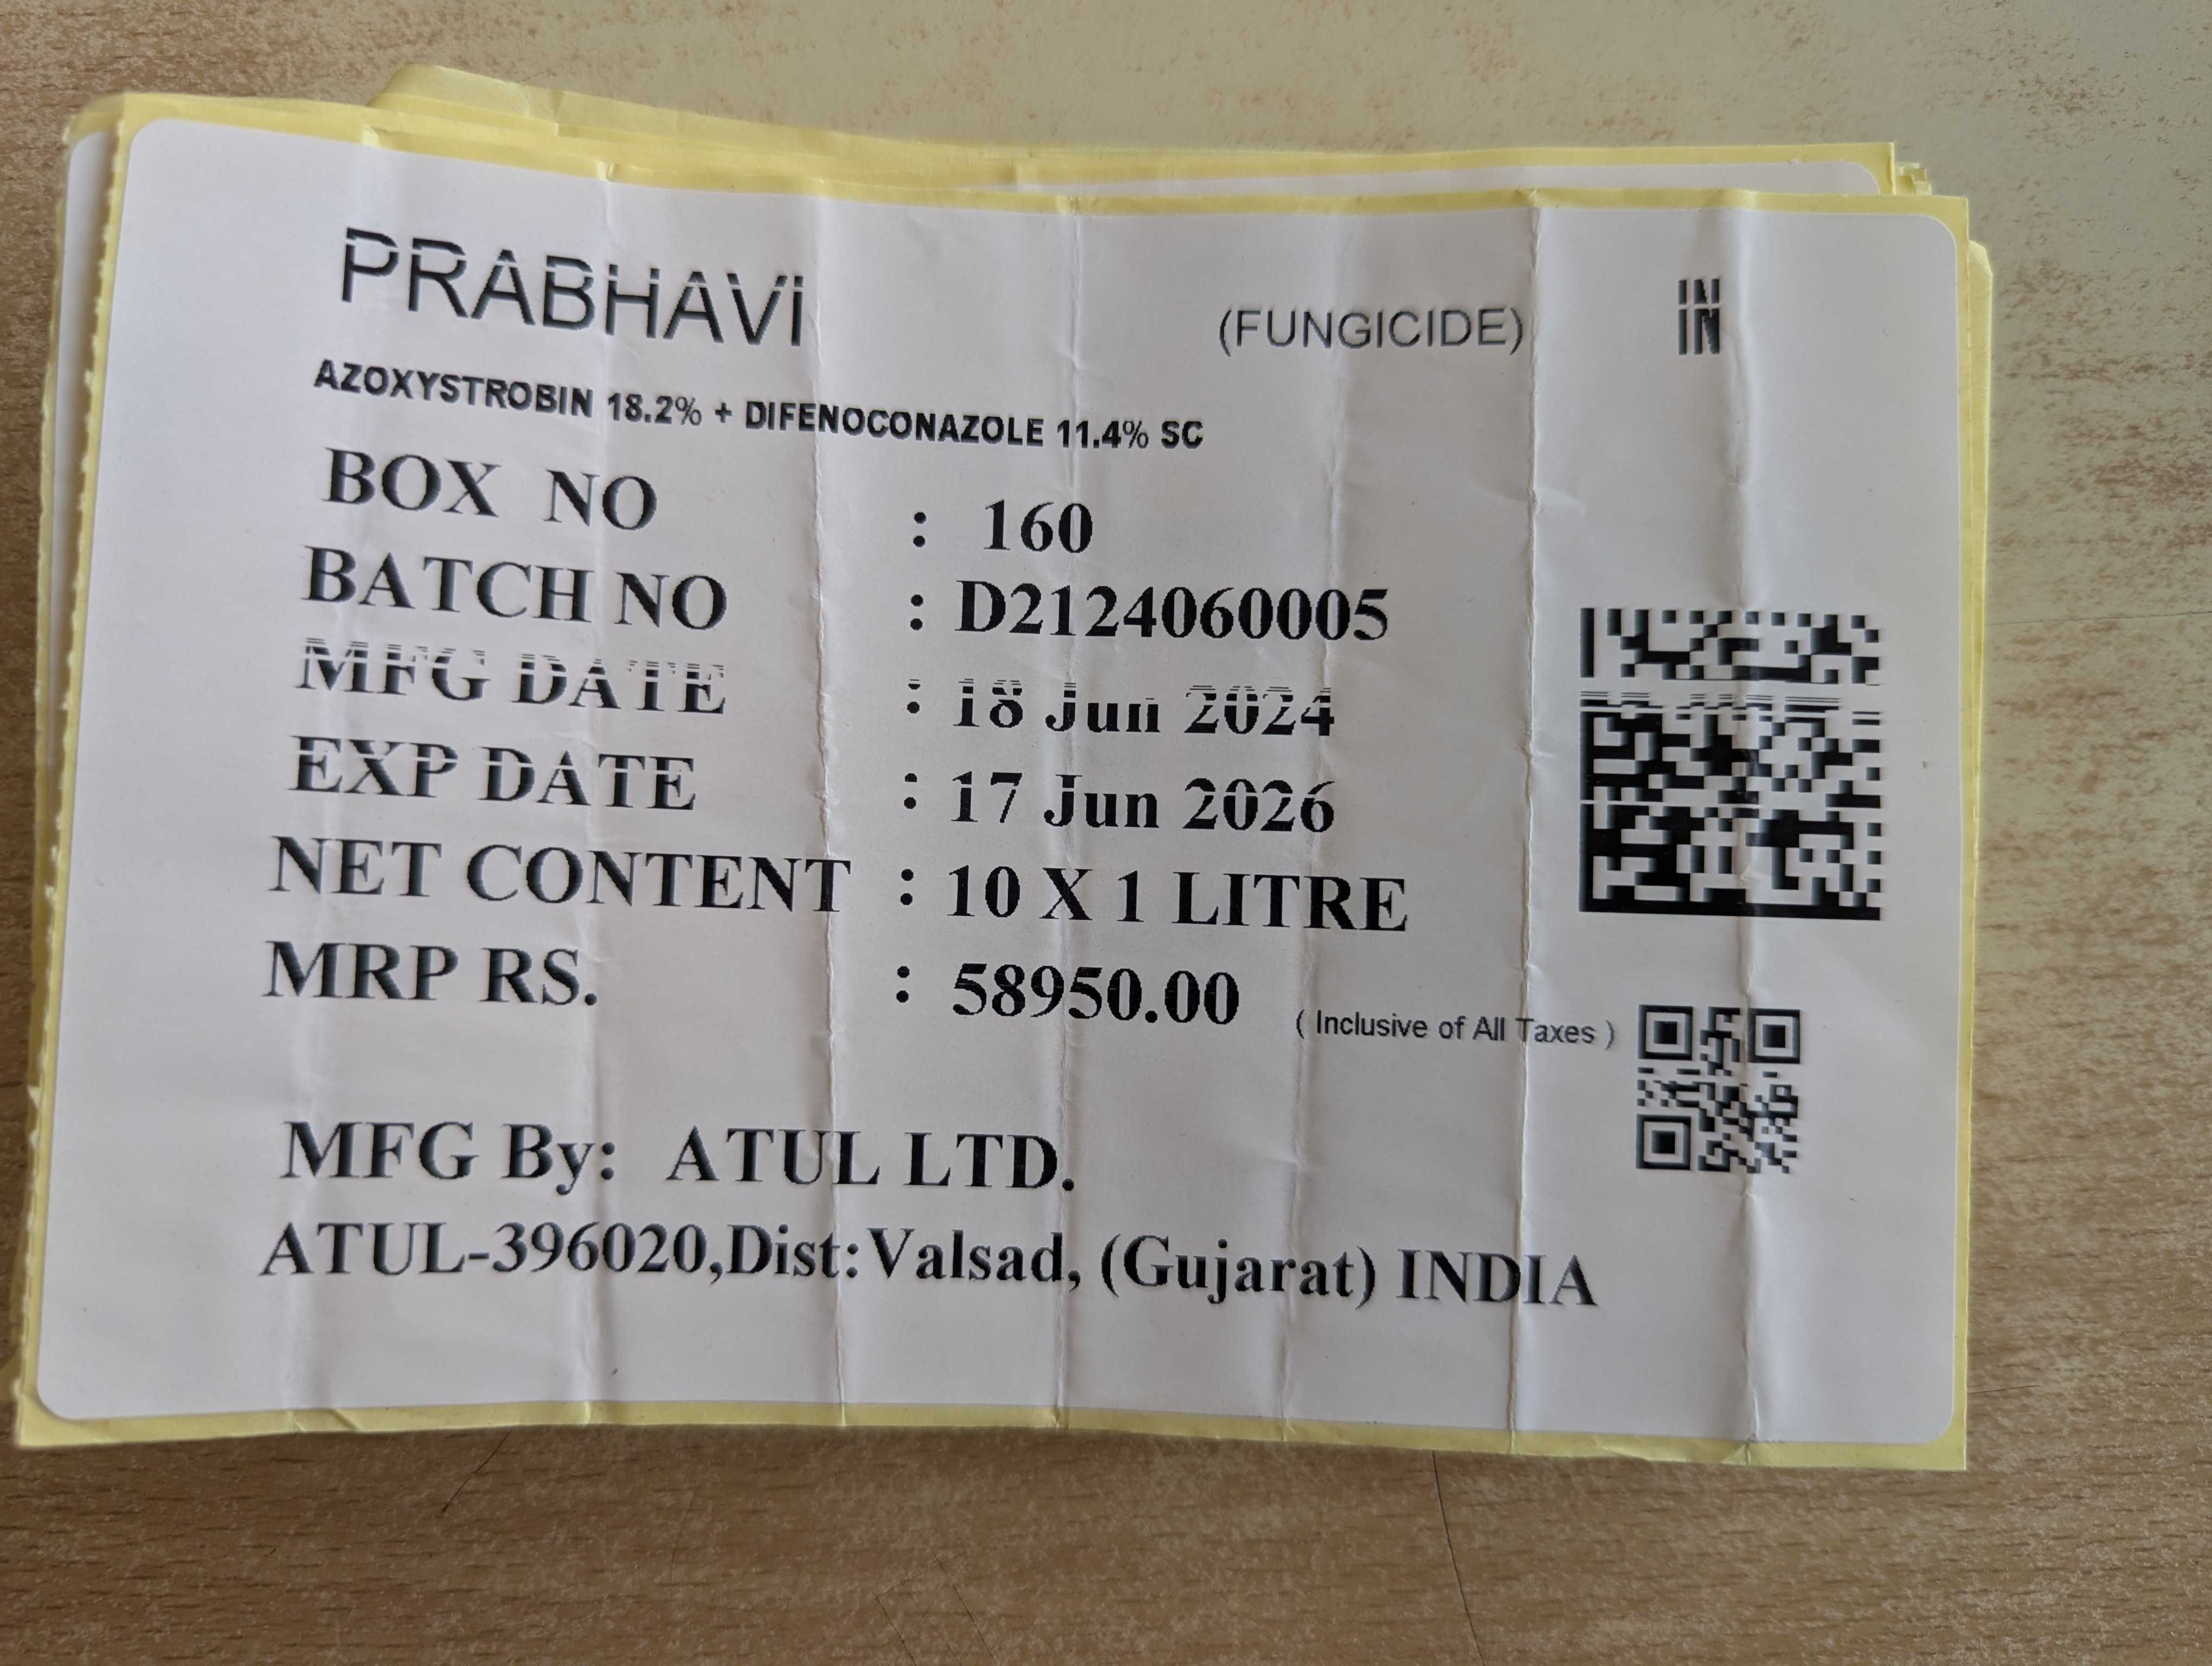 PRABHAVI (FUNGICIDE) IN
AZOXYSTROBIN 18.2% + DIFENOCONAZOLE 11.4% SC
BOX NO : 160
BATCH NO : D2124060005
MFG DATE : 18 Jun 2024
EXP DATE : 17 Jun 2026
NET CONTENT : 10 X 1 LITRE
MRP RS. : 58950.00 ( Inclusive of All Taxes )
MFG By: ATUL LTD.
ATUL-396020,Dist:Valsad, (Gujarat) INDIA